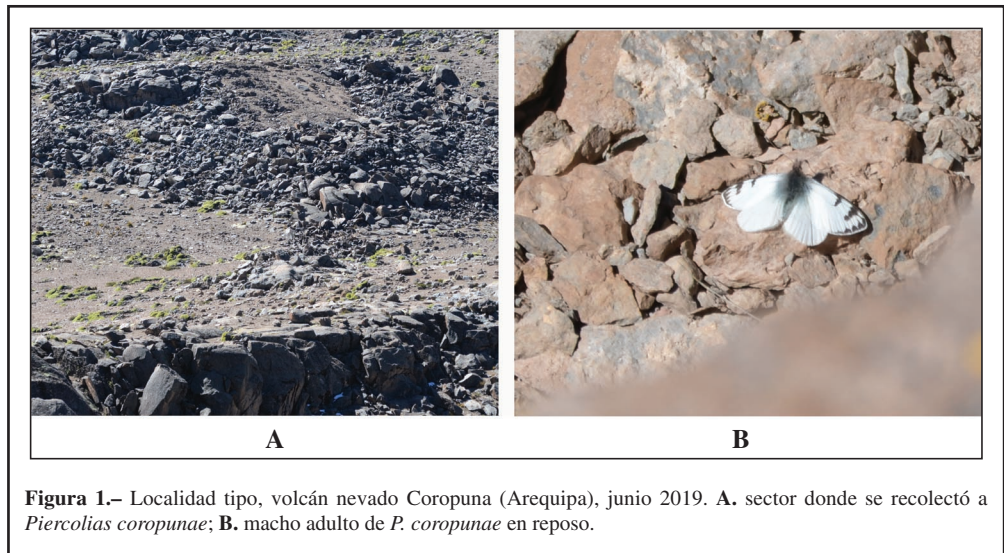 A
B
Figura 1.– Localidad tipo, volcán nevado Coropuna (Arequipa), junio 2019. A. sector donde se recolectó a
Piercolias coropunae; B. macho adulto de P. coropunae en reposo.